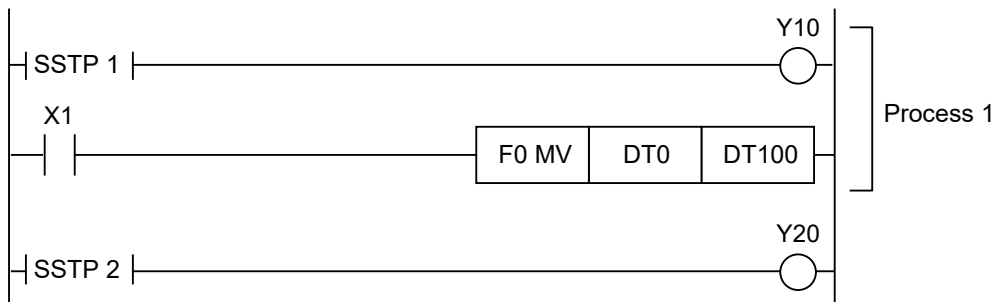 Y10
SSTP 1
X1
Process 1
F0 MV DT0 DT100
Y20
SSTP 2